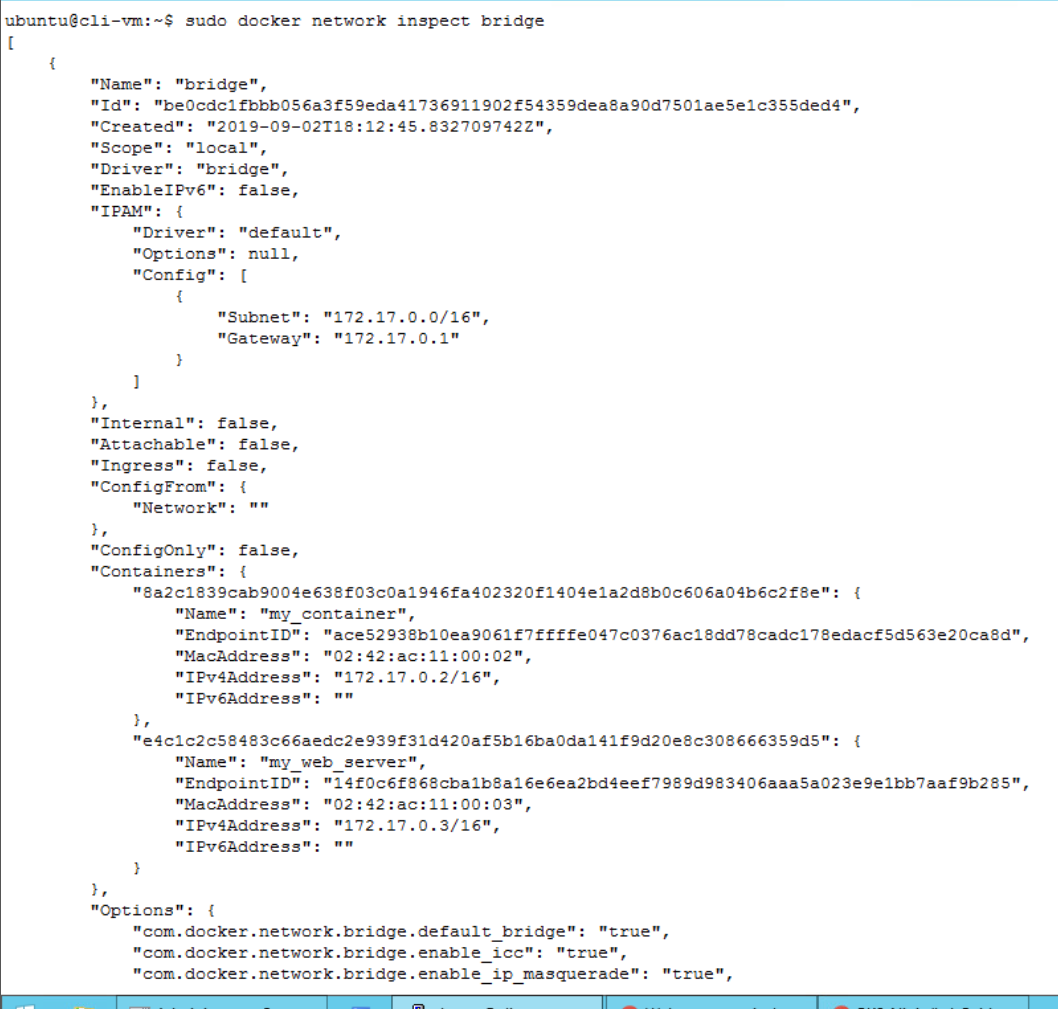 ubuntu@cli-vm:~$ sudo docker network inspect bridge
[
    {
        "Name": "bridge",
        "Id": "be0cdc1fbbb056a3f59eda41736911902f54359dea8a90d7501ae5e1c355ded4",
        "Created": "2019-09-02T18:12:45.832709742Z",
        "Scope": "local",
        "Driver": "bridge",
        "EnableIPv6": false,
        "IPAM": {
            "Driver": "default",
            "Options": null,
            "Config": [
                {
                    "Subnet": "172.17.0.0/16",
                    "Gateway": "172.17.0.1"
                }
            ]
        },
        "Internal": false,
        "Attachable": false,
        "Ingress": false,
        "ConfigFrom": {
            "Network": ""
        },
        "ConfigOnly": false,
        "Containers": {
            "8a2c1839cab9004e638f03c0a1946fa402320f1404e1a2d8b0c606a04b6c2f8e": {
                "Name": "my_container",
                "EndpointID": "ace52938b10ea9061f7ffffe047c0376ac18dd78cadc178edacf5d563e20ca8d",
                "MacAddress": "02:42:ac:11:00:02",
                "IPv4Address": "172.17.0.2/16",
                "IPv6Address": ""
            },
            "e4c1c2c58483c66aedc2e939f31d420af5b16ba0da141f9d20e8c308666359d5": {
                "Name": "my_web_server",
                "EndpointID": "14f0c6f868cba1b8a16e6ea2bd4eef7989d983406aaa5a023e9e1bb7aaf9b285",
                "MacAddress": "02:42:ac:11:00:03",
                "IPv4Address": "172.17.0.3/16",
                "IPv6Address": ""
            }
        },
        "Options": {
            "com.docker.network.bridge.default_bridge": "true",
            "com.docker.network.bridge.enable_icc": "true",
            "com.docker.network.bridge.enable_ip_masquerade": "true",